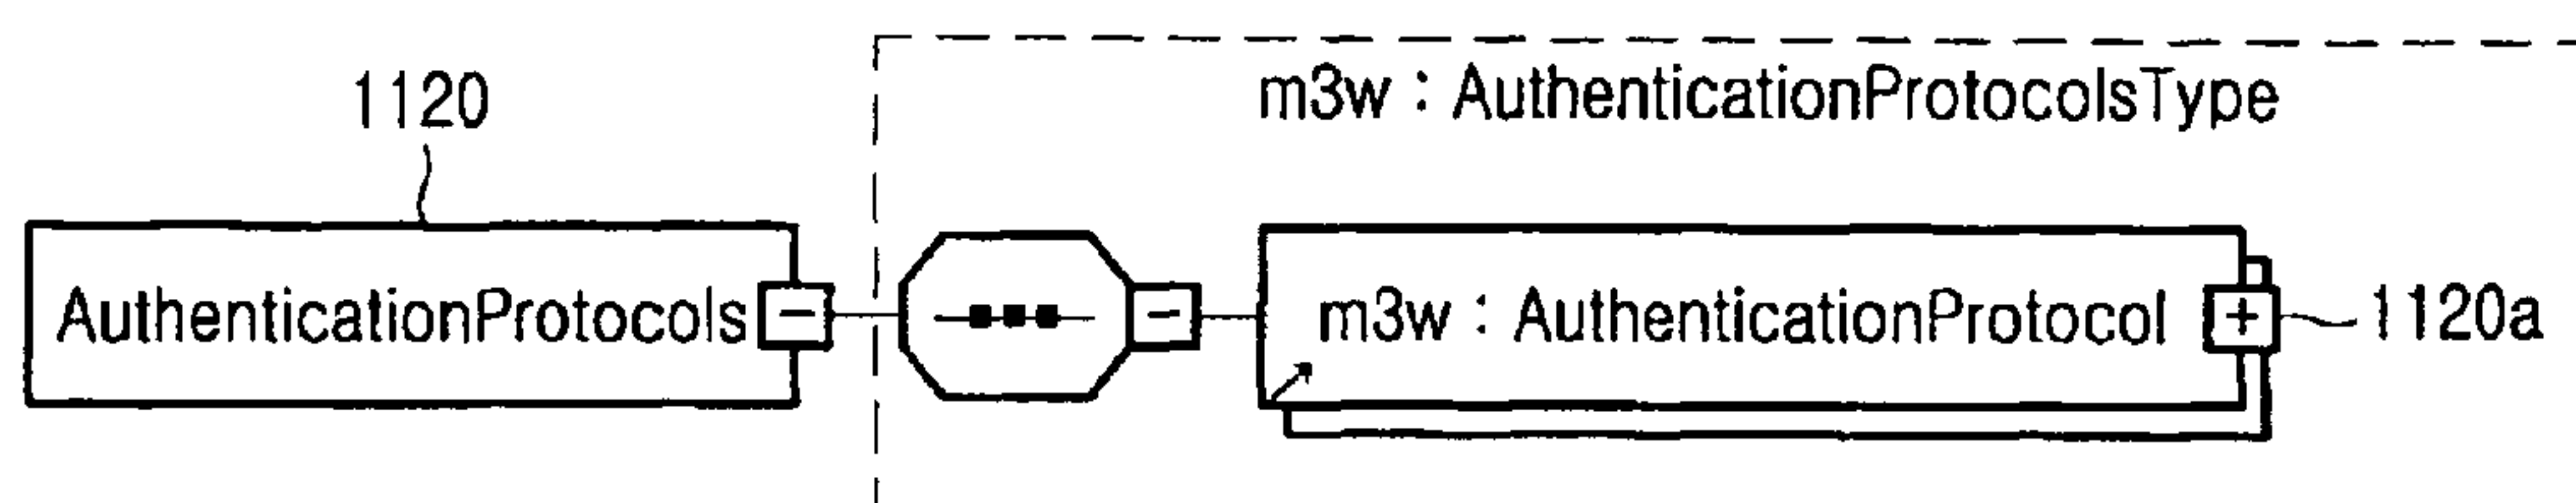 1120
m3w : AuthenticationProtocolsType
AuthenticationProtocols
m3w : AuthenticationProtocol
1120a